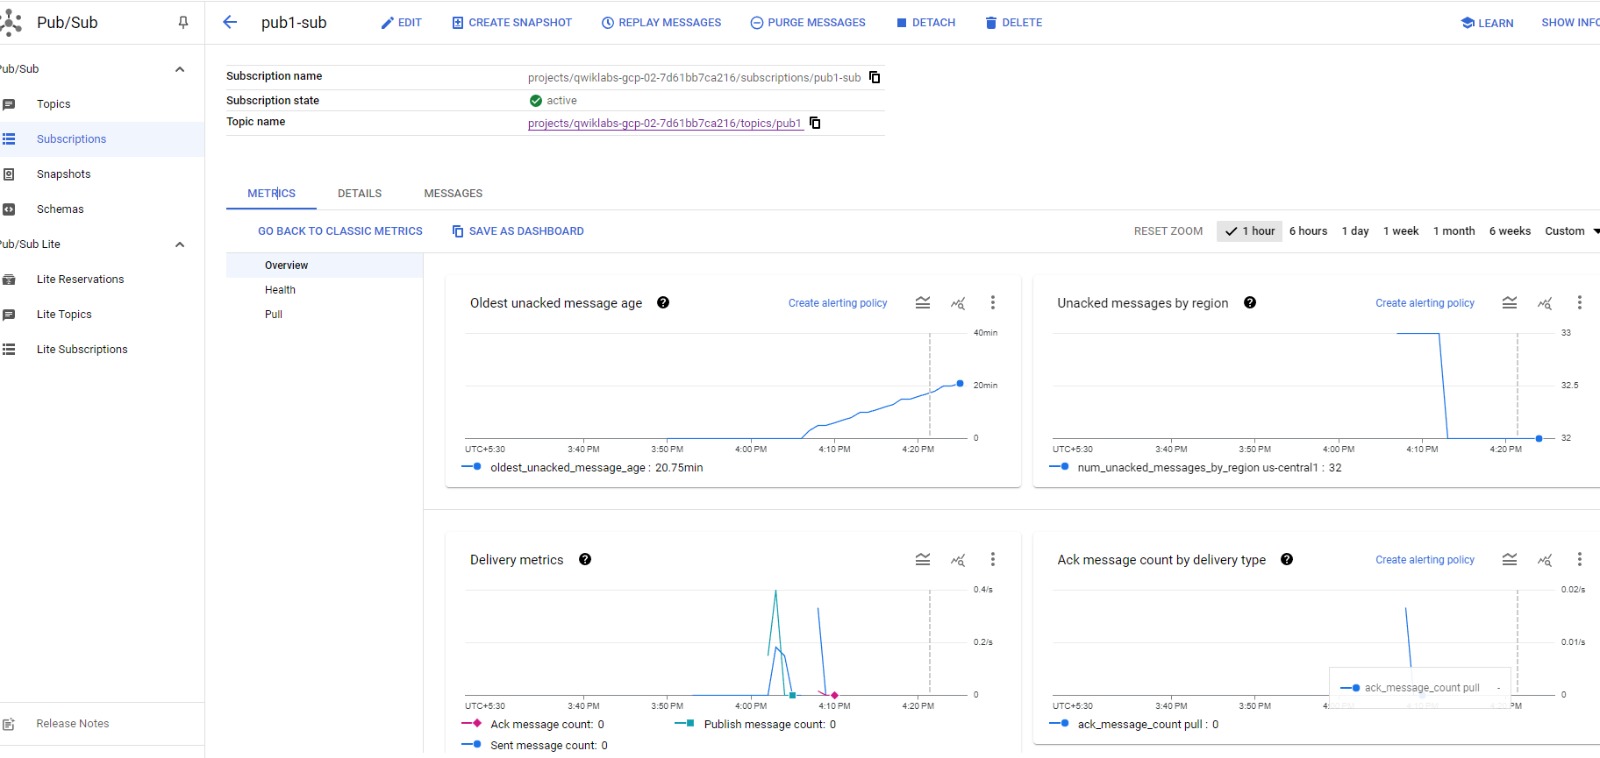 Pub/Sub
pub1-sub
EDIT
CREATE SNAPSHOT
REPLAY MESSAGES
PURGE MESSAGES
DETACH
DELETE
LEARN
SHOW INFO
Pub/Sub
Topics
Subscriptions
Snapshots
Schemas
Pub/Sub Lite
Lite Reservations
Lite Topics
Lite Subscriptions
Release Notes
Subscription name projects/qwiklabs-gcp-02-7d61bb7ca216/subscriptions/pub1-sub
Subscription state active
Topic name projects/qwiklabs-gcp-02-7d61bb7ca216/topics/pub1
METRICS DETAILS MESSAGES
GO BACK TO CLASSIC METRICS SAVE AS DASHBOARD
RESET ZOOM 1 hour 6 hours 1 day 1 week 1 month 6 weeks Custom
Overview
Health
Pull
Oldest unacked message age Create alerting policy
40min
20min
0
UTC+5:30 3:40 PM 3:50 PM 4:00 PM 4:10 PM 4:20 PM
oldest_unacked_message_age : 20.75min
Unacked messages by region Create alerting policy
33
32.5
32
UTC+5:30 3:40 PM 3:50 PM 4:00 PM 4:10 PM 4:20 PM
num_unacked_messages_by_region us-central1 : 32
Delivery metrics
0.4/s
0.2/s
0
UTC+5:30 3:40 PM 3:50 PM 4:00 PM 4:10 PM 4:20 PM
Ack message count: 0 Publish message count: 0
Sent message count: 0
Ack message count by delivery type Create alerting policy
0.02/s
0.01/s
ack_message_count pull -
0
UTC+5:30 3:40 PM 3:50 PM
ack_message_count pull : 0